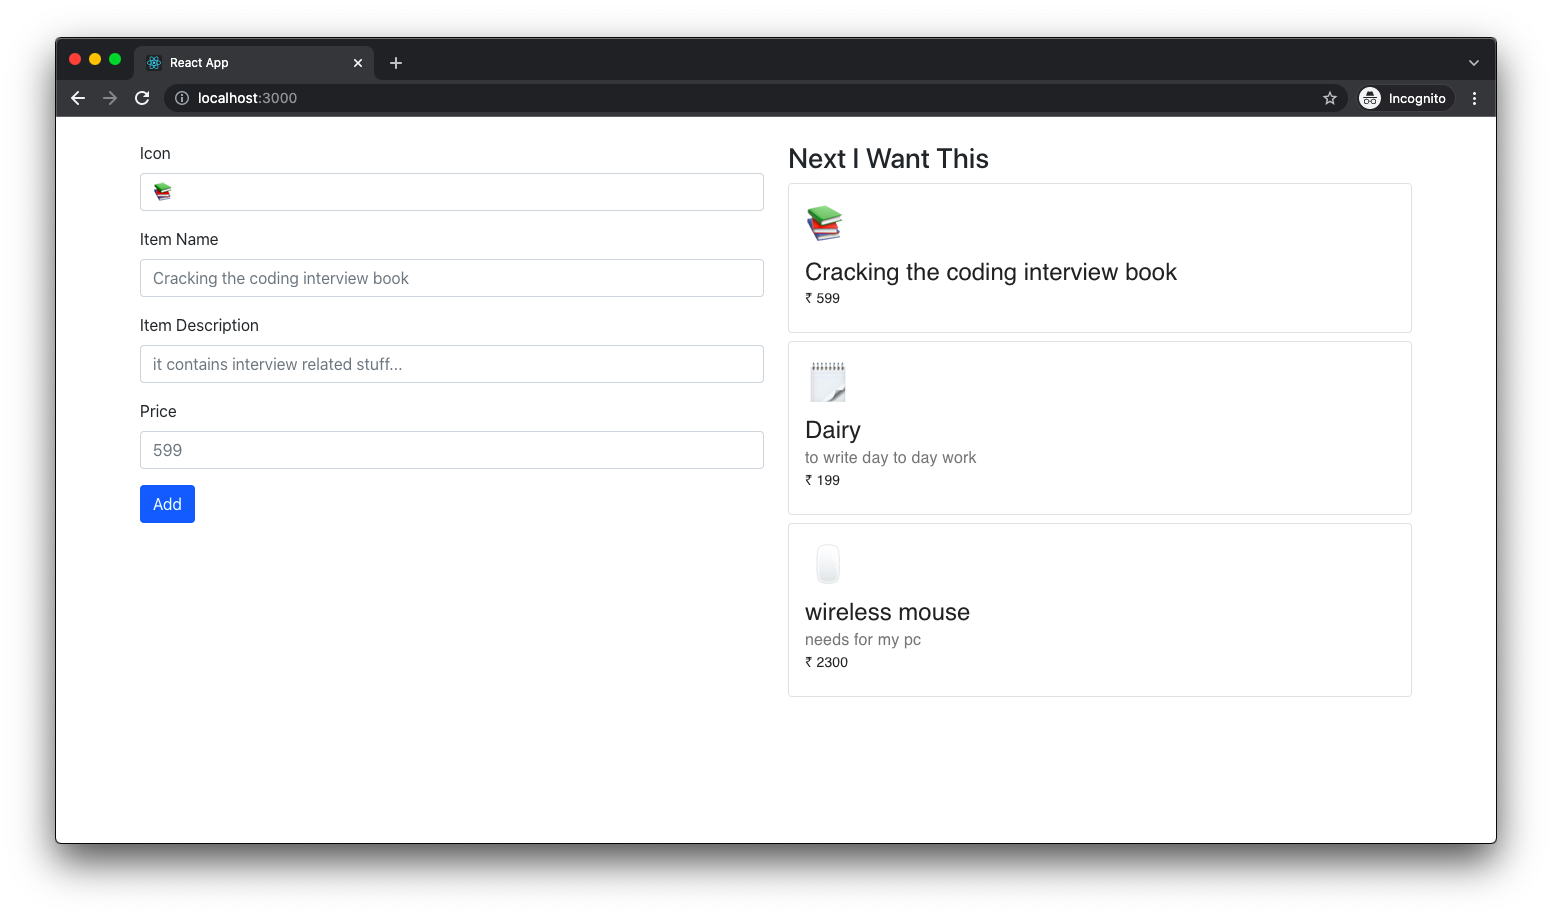 React App
localhost:3000
Incognito
Icon
📚
Item Name
Cracking the coding interview book
Item Description
it contains interview related stuff...
Price
599
Add
Next I Want This
Cracking the coding interview book
₹ 599
Dairy
to write day to day work
₹ 199
wireless mouse
needs for my pc
₹ 2300